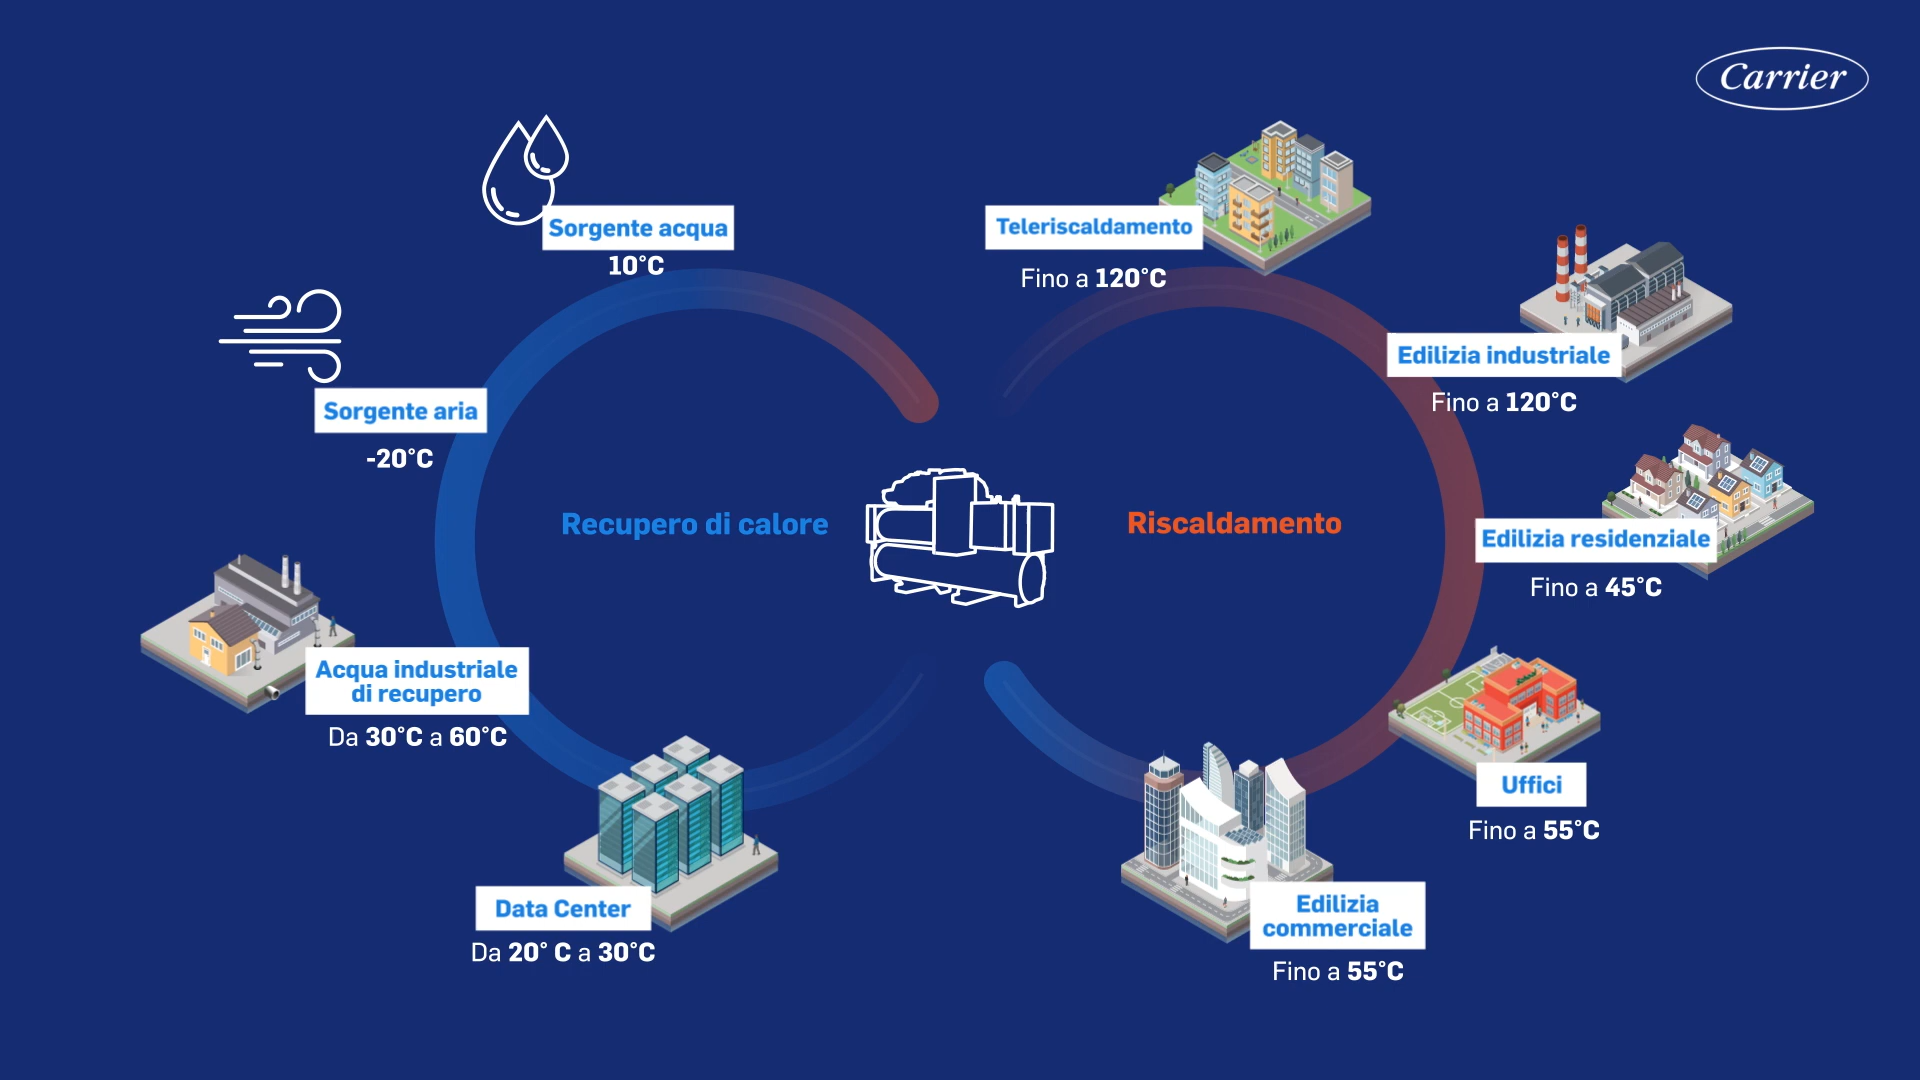 Carrier
Sorgente acqua
10°C
Sorgente aria
-20°C
Recupero di calore
Acqua industriale
di recupero
Da 30°C a 60°C
Data Center
Da 20° C a 30°C
Teleriscaldamento
Fino a 120°C
Edilizia industriale
Fino a 120°C
Riscaldamento
Edilizia residenziale
Fino a 45°C
Uffici
Fino a 55°C
Edilizia
commerciale
Fino a 55°C